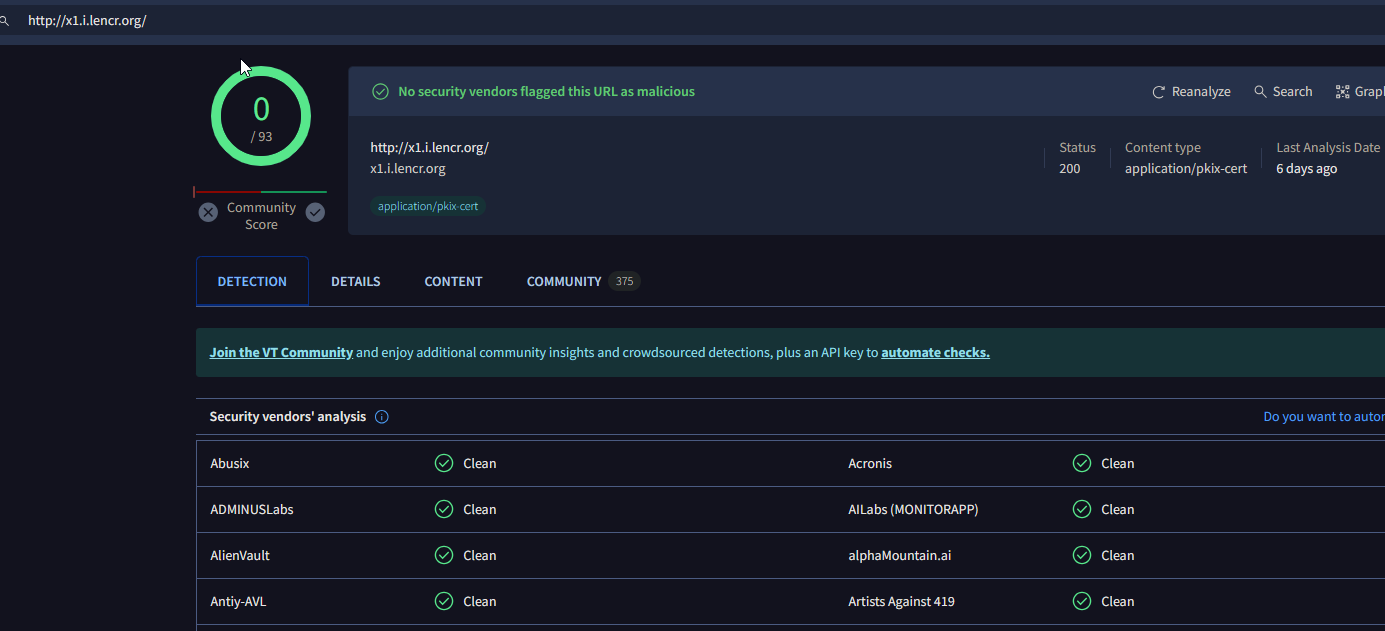 http://x1.i.lencr.org/
0
/ 93
Community
Score
No security vendors flagged this URL as malicious
Reanalyze
Search
Grap
http://x1.i.lencr.org/
x1.i.lencr.org
application/pkix-cert
Status
200
Content type
application/pkix-cert
Last Analysis Date
6 days ago
DETECTION
DETAILS
CONTENT
COMMUNITY 375
Join the VT Community and enjoy additional community insights and crowdsourced detections, plus an API key to automate checks.
Security vendors' analysis
Do you want to auto
Abusix Clean Acronis Clean
ADMINUSLabs Clean AILabs (MONITORAPP) Clean
AlienVault Clean alphaMountain.ai Clean
Antiy-AVL Clean Artists Against 419 Clean